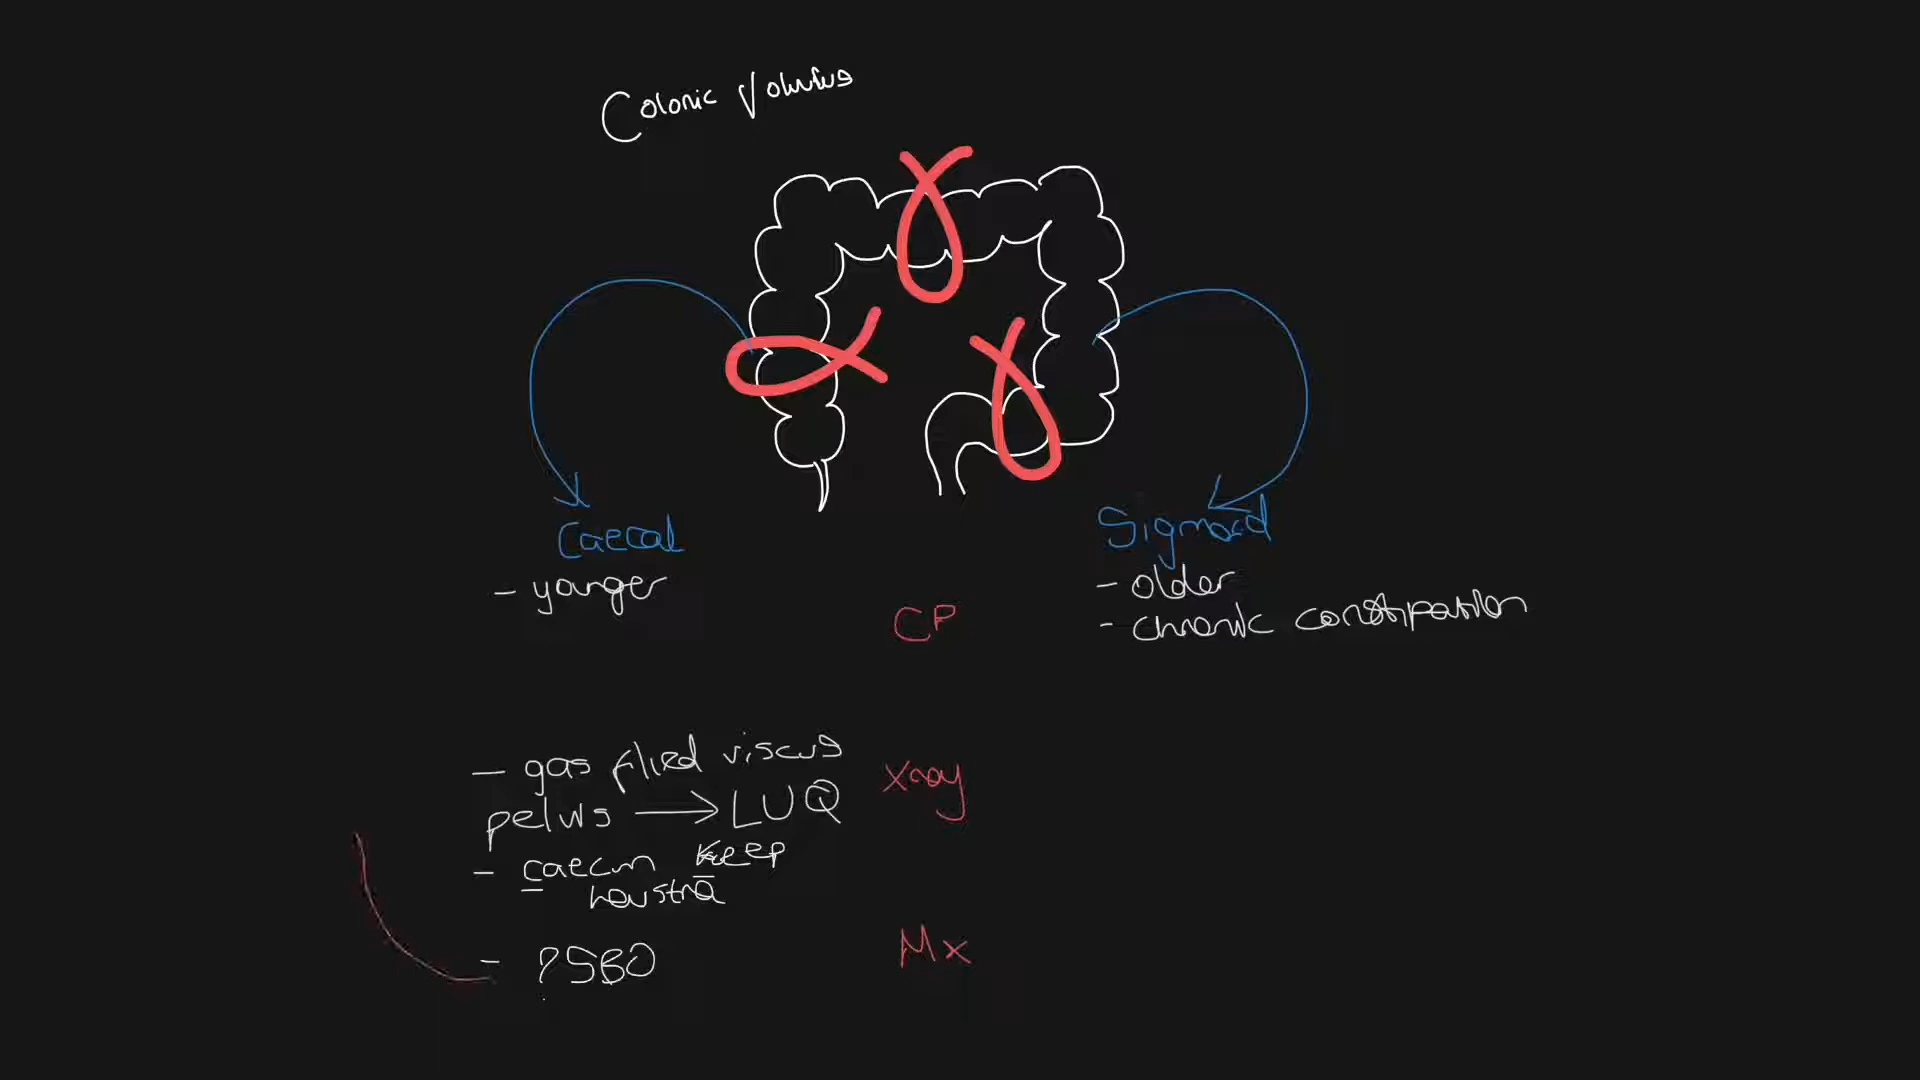 Colonic Volvulus
Caecal
- younger
Sigmoid
- older
- chronic constipation
CP
- gas filled viscus
pelvis → LUQ
Xray
- caecum keep
haustra
- ?SBO
Mx